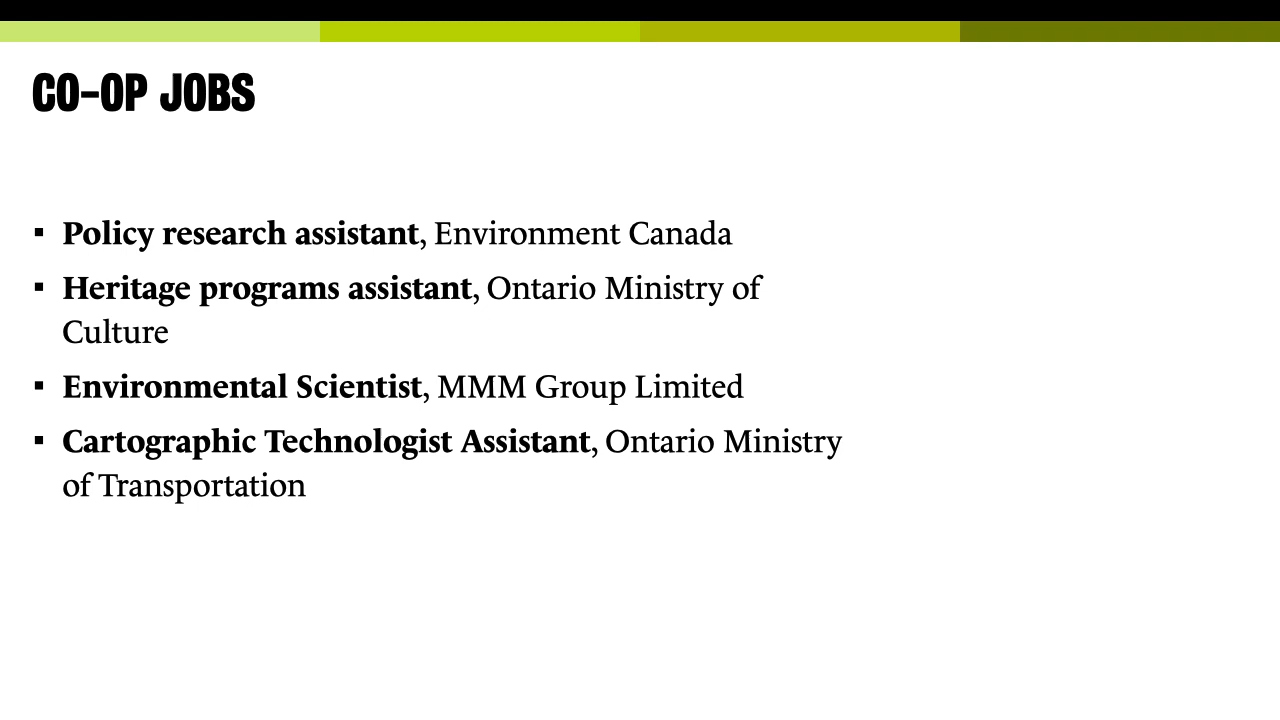 CO-OP JOBS
▪ Policy research assistant, Environment Canada
▪ Heritage programs assistant, Ontario Ministry of
Culture
▪ Environmental Scientist, MMM Group Limited
▪ Cartographic Technologist Assistant, Ontario Ministry
of Transportation